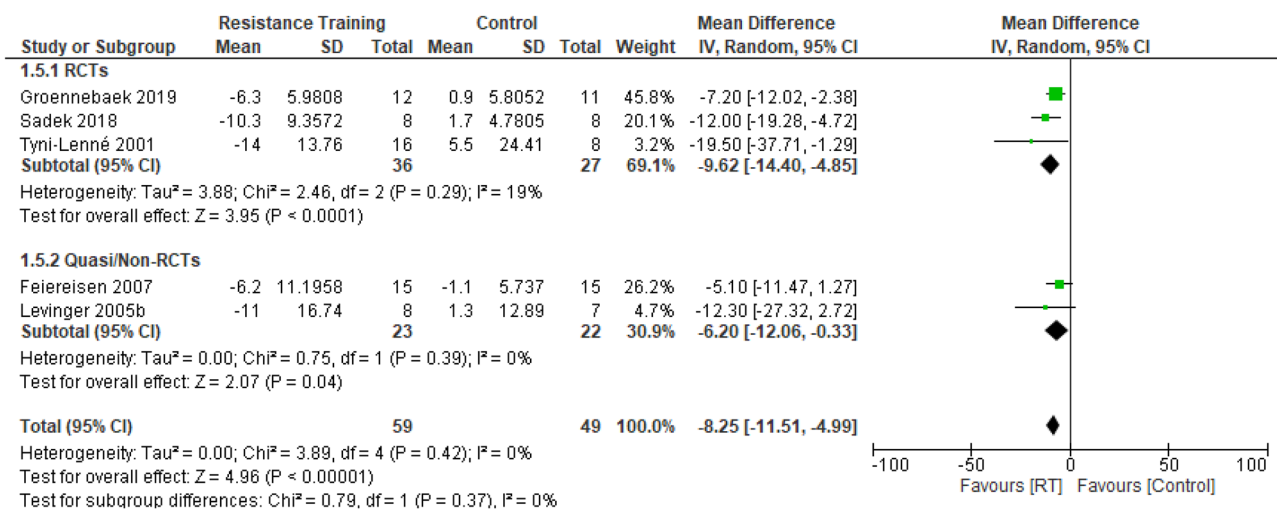 Resistance Training Control Mean Difference Mean Difference
Study or Subgroup Mean SD Total Mean SD Total Weight IV, Random, 95% CI IV, Random, 95% CI
1.5.1 RCTs
Groennebaek 2019 -6.3 5.9808 12 0.9 5.8052 11 45.8% -7.20 [-12.02, -2.38]
Sadek 2018 -10.3 9.3572 8 1.7 4.7805 8 20.1% -12.00 [-19.28, -4.72]
Tyni-Lenné 2001 -14 13.76 16 5.5 24.41 8 3.2% -19.50 [-37.71, -1.29]
Subtotal (95% CI) 36 27 69.1% -9.62 [-14.40, -4.85]
Heterogeneity: Tau² = 3.88; Chi² = 2.46, df = 2 (P = 0.29); I² = 19%
Test for overall effect: Z = 3.95 (P < 0.0001)
1.5.2 Quasi/Non-RCTs
Feiereisen 2007 -6.2 11.1958 15 -1.1 5.737 15 26.2% -5.10 [-11.47, 1.27]
Levinger 2005b -11 16.74 8 1.3 12.89 7 4.7% -12.30 [-27.32, 2.72]
Subtotal (95% CI) 23 22 30.9% -6.20 [-12.06, -0.33]
Heterogeneity: Tau² = 0.00; Chi² = 0.75, df = 1 (P = 0.39); I² = 0%
Test for overall effect: Z = 2.07 (P = 0.04)
Total (95% CI) 59 49 100.0% -8.25 [-11.51, -4.99]
Heterogeneity: Tau² = 0.00; Chi² = 3.89, df = 4 (P = 0.42); I² = 0%
Test for overall effect: Z = 4.96 (P < 0.00001)
Test for subgroup differences: Chi² = 0.79, df = 1 (P = 0.37), I² = 0%
-100 -50 0 50 100
Favours [RT] Favours [Control]